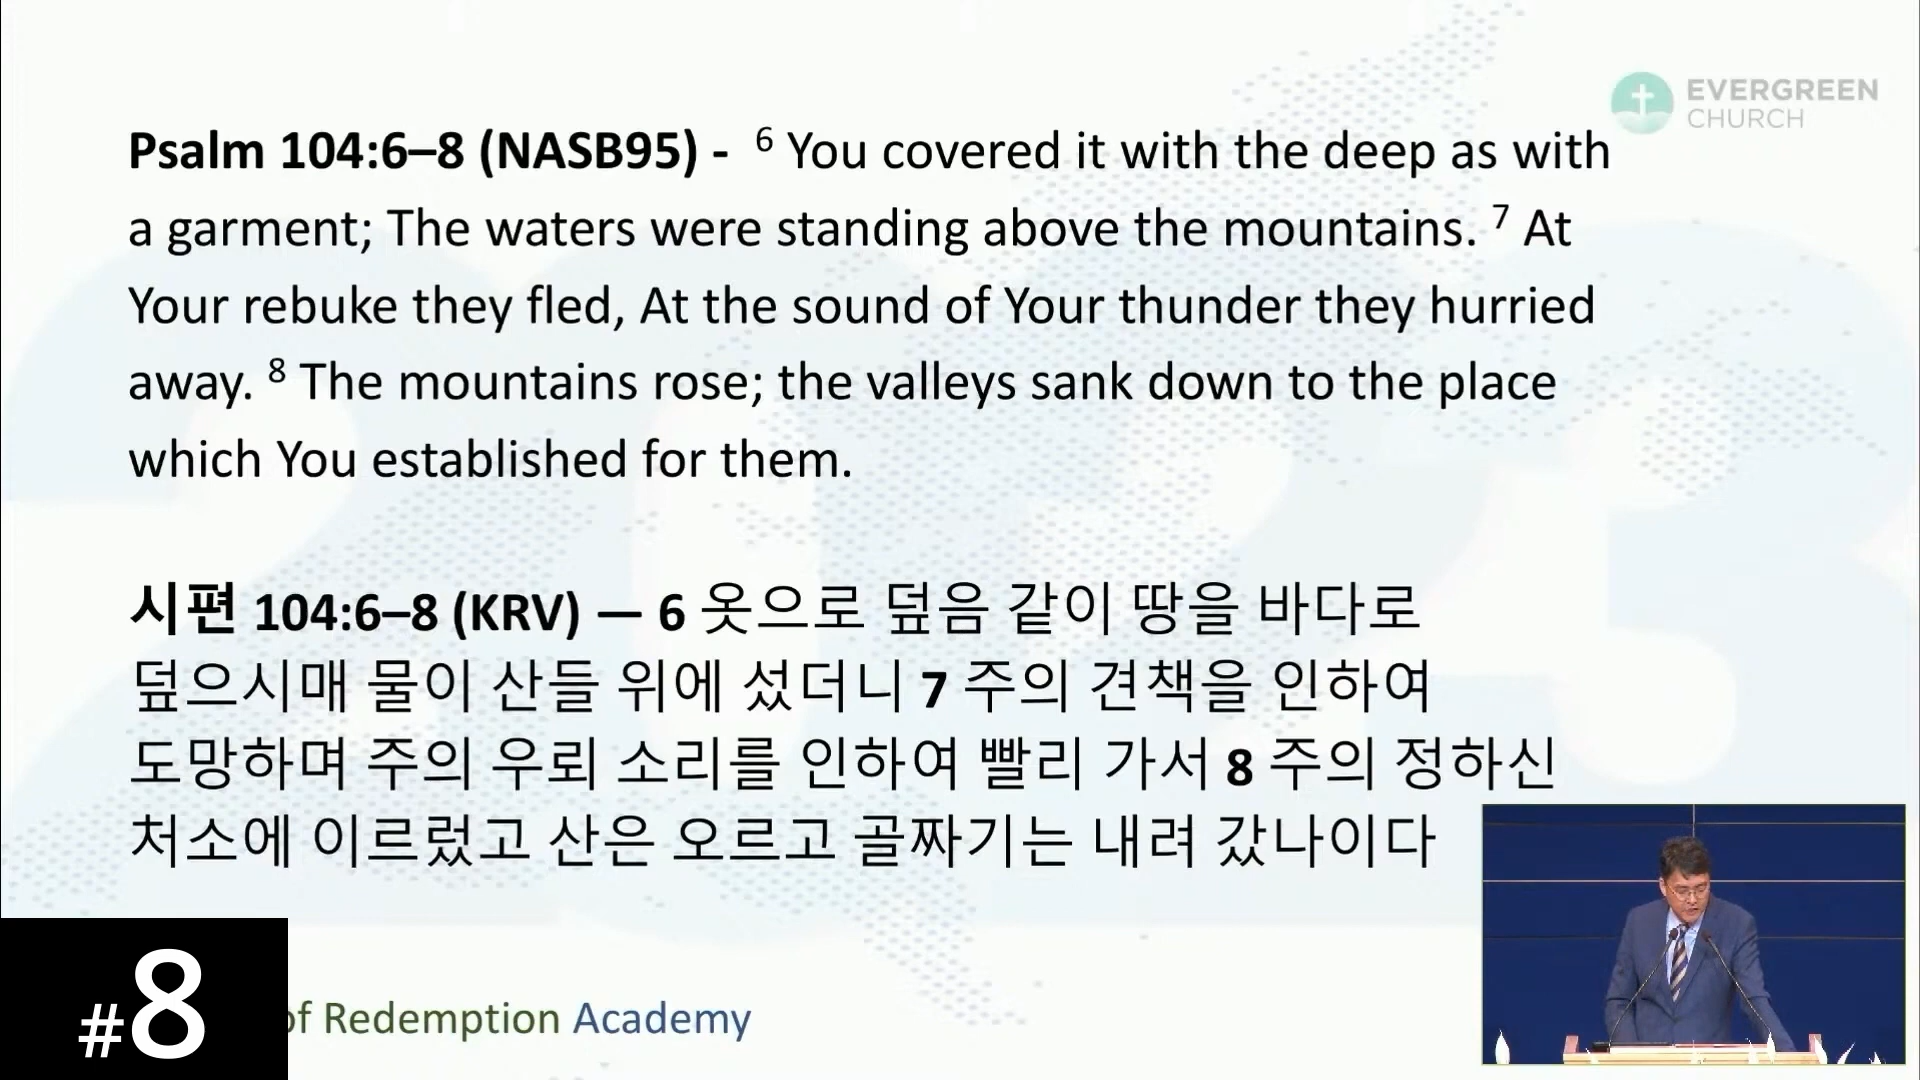 EVERGREEN
CHURCH
Psalm 104:6–8 (NASB95) - 6 You covered it with the deep as with
a garment; The waters were standing above the mountains. 7 At
Your rebuke they fled, At the sound of Your thunder they hurried
away. 8 The mountains rose; the valleys sank down to the place
which You established for them.
시편 104:6–8 (KRV) — 6 옷으로 덮음 같이 땅을 바다로
덮으시매 물이 산들 위에 섰더니 7 주의 견책을 인하여
도망하며 주의 우뢰 소리를 인하여 빨리 가서 8 주의 정하신
처소에 이르렀고 산은 오르고 골짜기는 내려 갔나이다
#8
of Redemption Academy